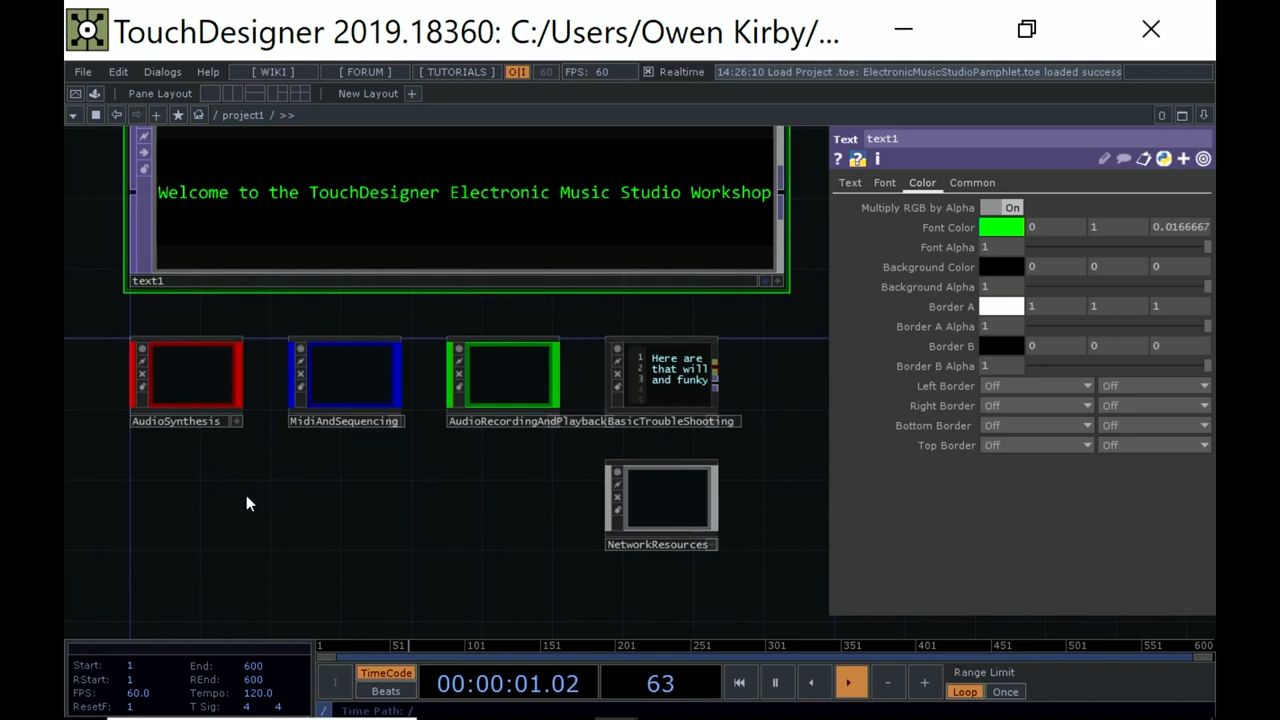 TouchDesigner 2019.18360: C:/Users/Owen Kirby/...
File Edit Dialogs Help [ WIKI ] [ FORUM ] [ TUTORIALS ] O|I 60 FPS: 60 Realtime 14:26:10 Load Project .toe: ElectronicMusicStudioPamphlet.toe loaded success
Pane Layout New Layout +
/ project1 / >> 0
Welcome to the TouchDesigner Electronic Music Studio Workshop
text1
AudioSynthesis
MidiAndSequencing
AudioRecordingAndPlayback
1 Here are
2 that will
3 and funky
BasicTroubleShooting
NetworkResources
Text text1
? ? i
Text Font Color Common
Multiply RGB by Alpha On
Font Color 0 1 0.0166667
Font Alpha 1
Background Color 0 0 0
Background Alpha 1
Border A 1 1 1
Border A Alpha 1
Border B 0 0 0
Border B Alpha 1
Left Border Off Off
Right Border Off Off
Bottom Border Off Off
Top Border Off Off
1 51 101 151 201 251 301 351 401 451 501 551 600
Start: 1 End: 600
RStart: 1 REnd: 600
FPS: 60.0 Tempo: 120.0
ResetF: 1 T Sig: 4 4
TimeCode
Beats
00:00:01.02
63
Range Limit
Loop Once
/ Time Path: /